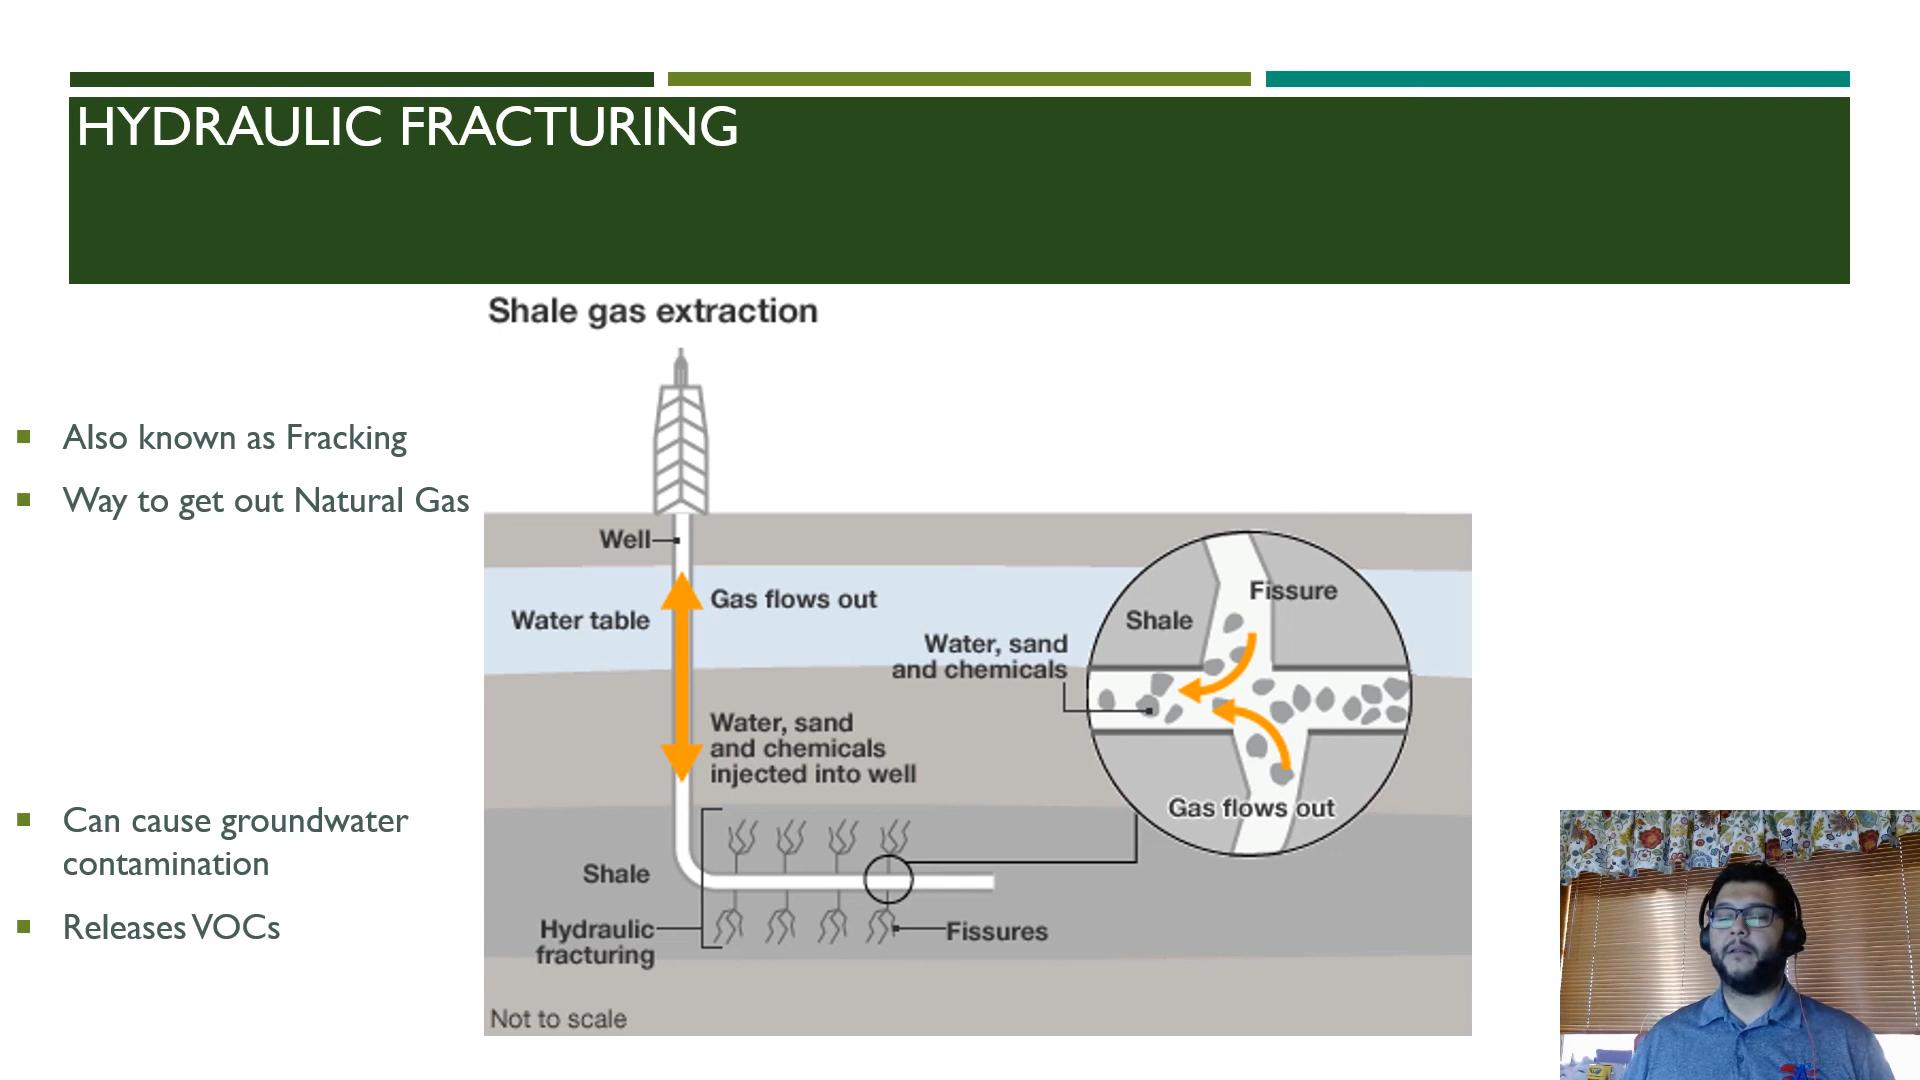 HYDRAULIC FRACTURING
Also known as Fracking
Way to get out Natural Gas
Can cause groundwater
contamination
Releases VOCs
Shale gas extraction
Well
Gas flows out
Water table
Water, sand
and chemicals
injected into well
Water, sand
and chemicals
Shale
Fissure
Gas flows out
Shale
Hydraulic
fracturing
Fissures
Not to scale